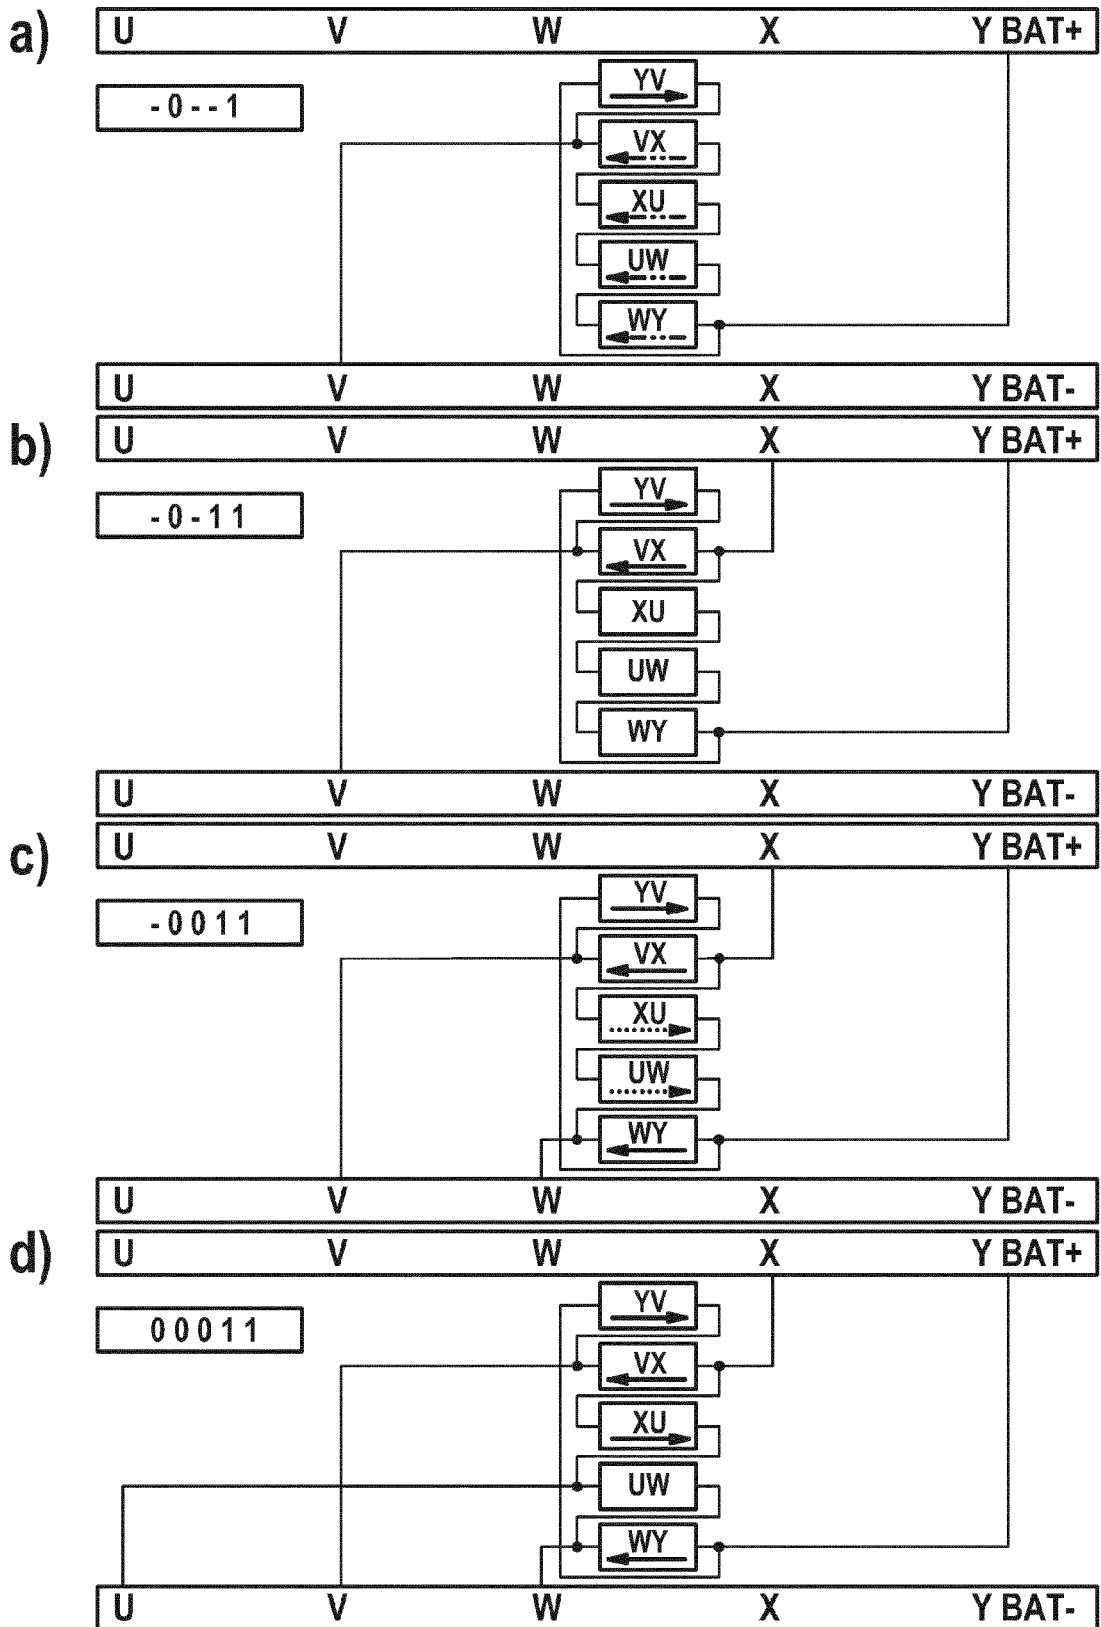 a)
U V W X Y BAT+
- 0 - - 1
YV
VX
XU
UW
WY
U V W X Y BAT-
b)
U V W X Y BAT+
- 0 - 1 1
YV
VX
XU
UW
WY
U V W X Y BAT-
c)
U V W X Y BAT+
- 0 0 1 1
YV
VX
XU
UW
WY
U V W X Y BAT-
d)
U V W X Y BAT+
0 0 0 1 1
YV
VX
XU
UW
WY
U V W X Y BAT-